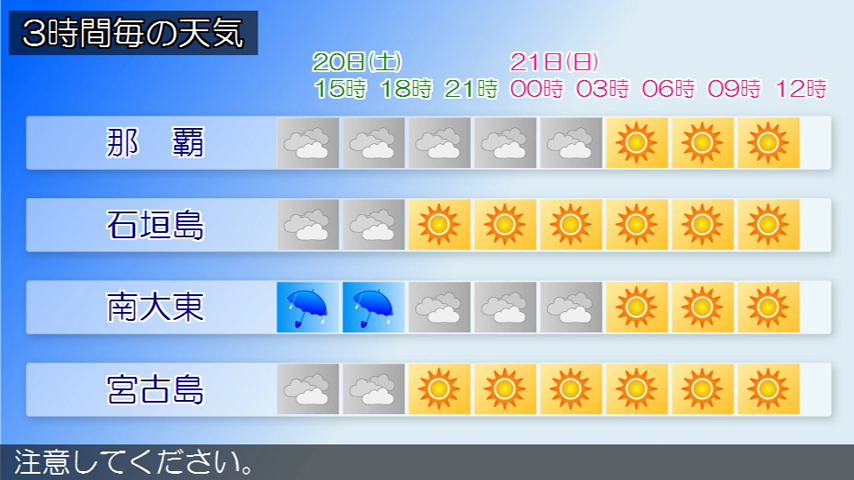 3時間毎の天気
20日(土) 21日(日)
15時 18時 21時 00時 03時 06時 09時 12時
那　覇
石垣島
南大東
宮古島
注意してください。